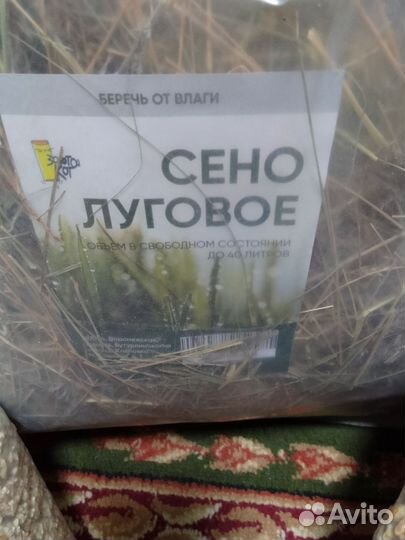 БЕРЕЧЬ ОТ ВЛАГИ
СЕНО
ЛУГОВОЕ
ОБЪЕМ В СВОБОДНОМ СОСТОЯНИИ
ДО 40 ЛИТРОВ
Avito